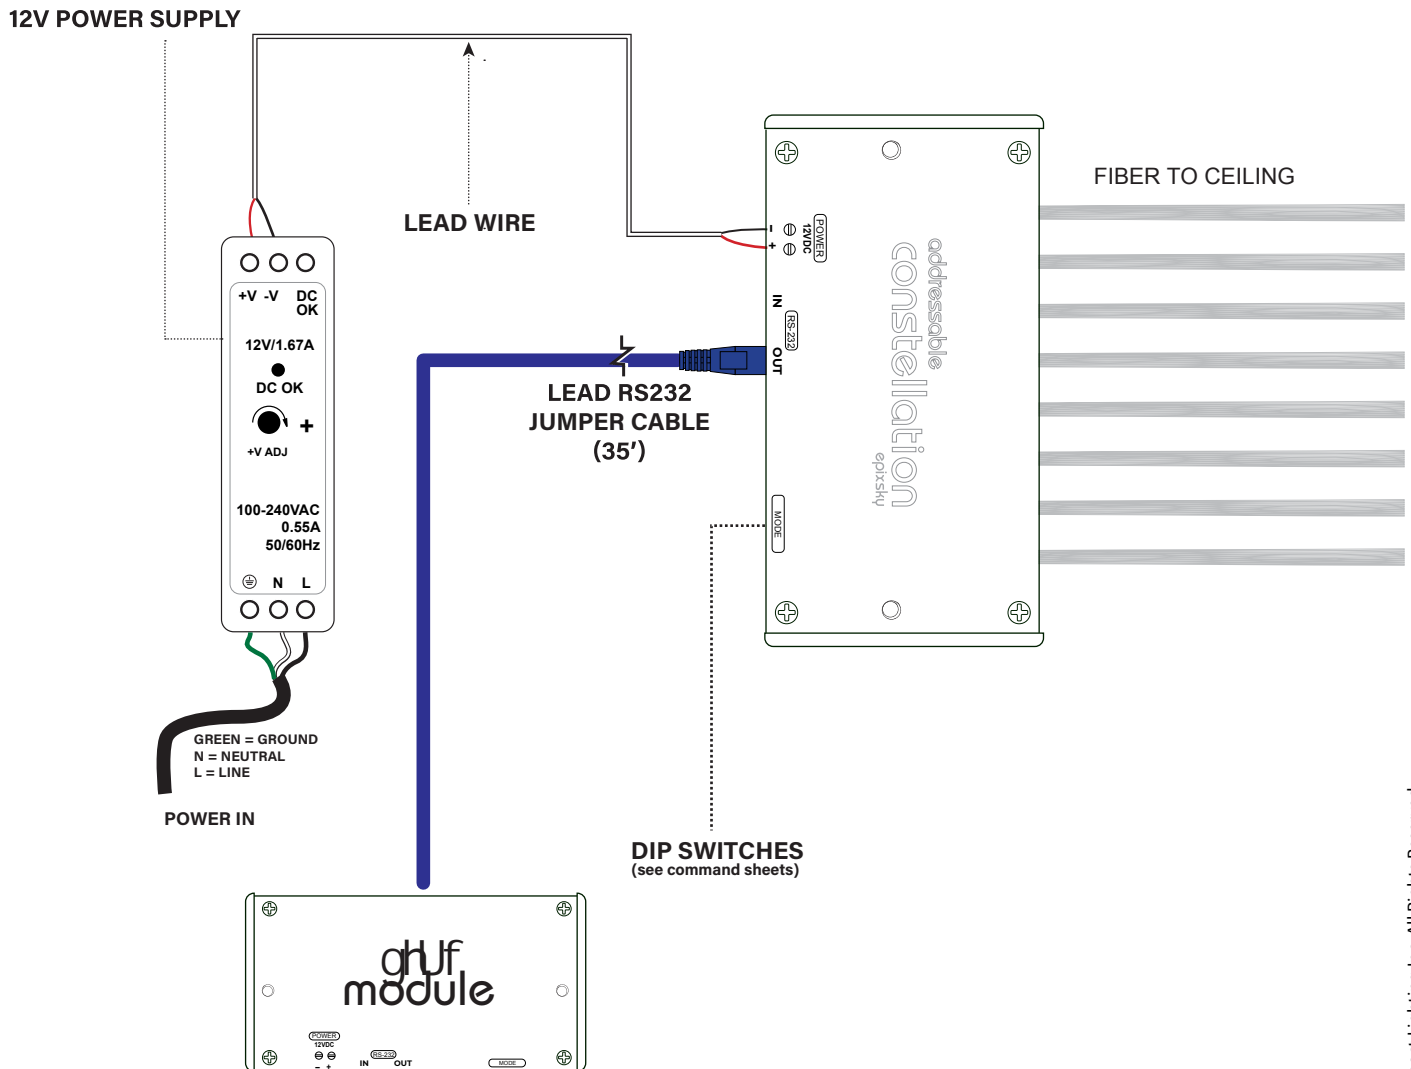 12V POWER SUPPLY
LEAD WIRE
FIBER TO CEILING
- 
+
12VDC
POWER
IN
RS-232
OUT
MODE
addressable
constellation
epixsky
+V -V DC
OK
12V/1.67A
DC OK
+
+V ADJ
100-240VAC
0.55A
50/60Hz
N L
LEAD RS232
JUMPER CABLE
(35')
GREEN = GROUND
N = NEUTRAL
L = LINE
POWER IN
DIP SWITCHES
(see command sheets)
module
POWER
12VDC
- +
RS-232
IN OUT
MODE